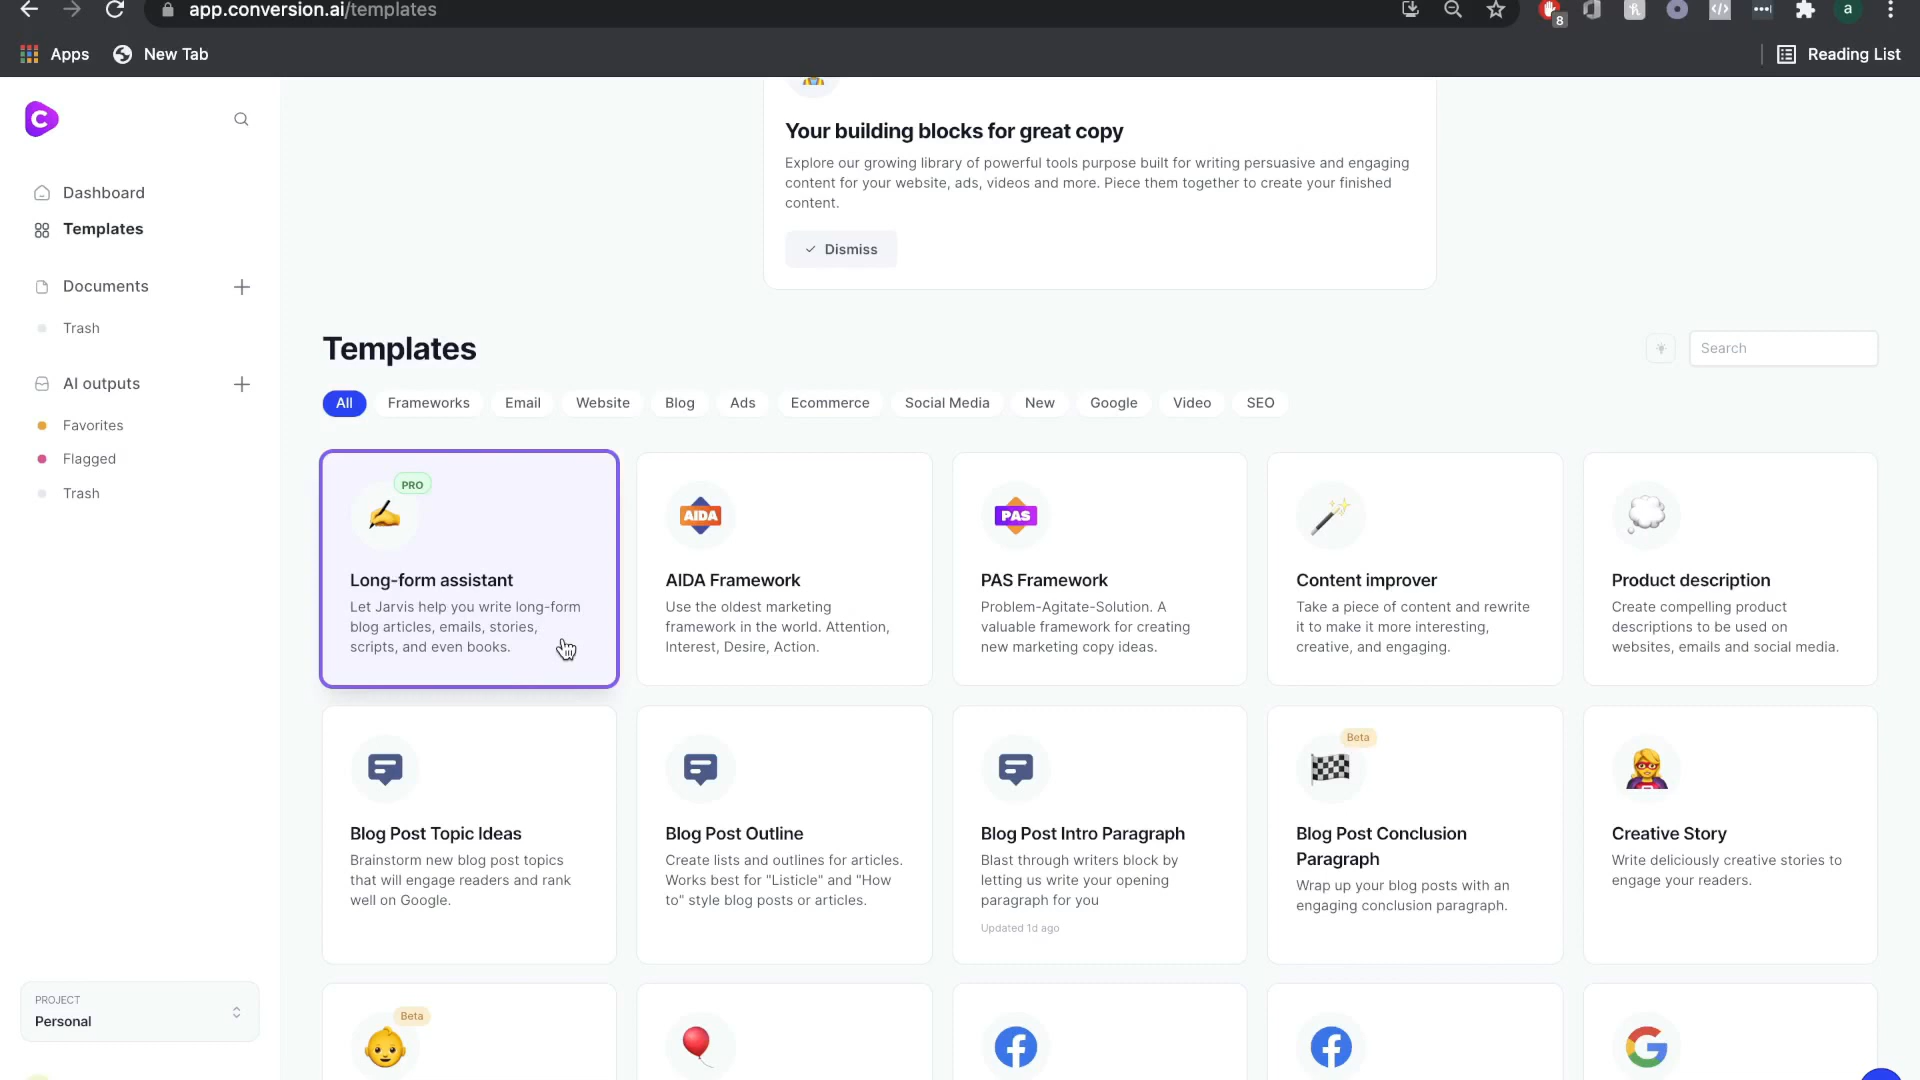 app.conversion.ai/templates
8
a
Apps
New Tab
Reading List
C
Dashboard
Templates
Documents
Trash
AI outputs
Favorites
Flagged
Trash
PROJECT
Personal
Your building blocks for great copy
Explore our growing library of powerful tools purpose built for writing persuasive and engaging
content for your website, ads, videos and more. Piece them together to create your finished
content.
Dismiss
Templates
Search
All
Frameworks
Email
Website
Blog
Ads
Ecommerce
Social Media
New
Google
Video
SEO
PRO
Long-form assistant
Let Jarvis help you write long-form
blog articles, emails, stories,
scripts, and even books.
AIDA
AIDA Framework
Use the oldest marketing
framework in the world. Attention,
Interest, Desire, Action.
PAS
PAS Framework
Problem-Agitate-Solution. A
valuable framework for creating
new marketing copy ideas.
Content improver
Take a piece of content and rewrite
it to make it more interesting,
creative, and engaging.
Product description
Create compelling product
descriptions to be used on
websites, emails and social media.
Blog Post Topic Ideas
Brainstorm new blog post topics
that will engage readers and rank
well on Google.
Blog Post Outline
Create lists and outlines for articles.
Works best for "Listicle" and "How
to" style blog posts or articles.
Blog Post Intro Paragraph
Blast through writers block by
letting us write your opening
paragraph for you
Updated 1d ago
Beta
Blog Post Conclusion
Paragraph
Wrap up your blog posts with an
engaging conclusion paragraph.
Creative Story
Write deliciously creative stories to
engage your readers.
Beta